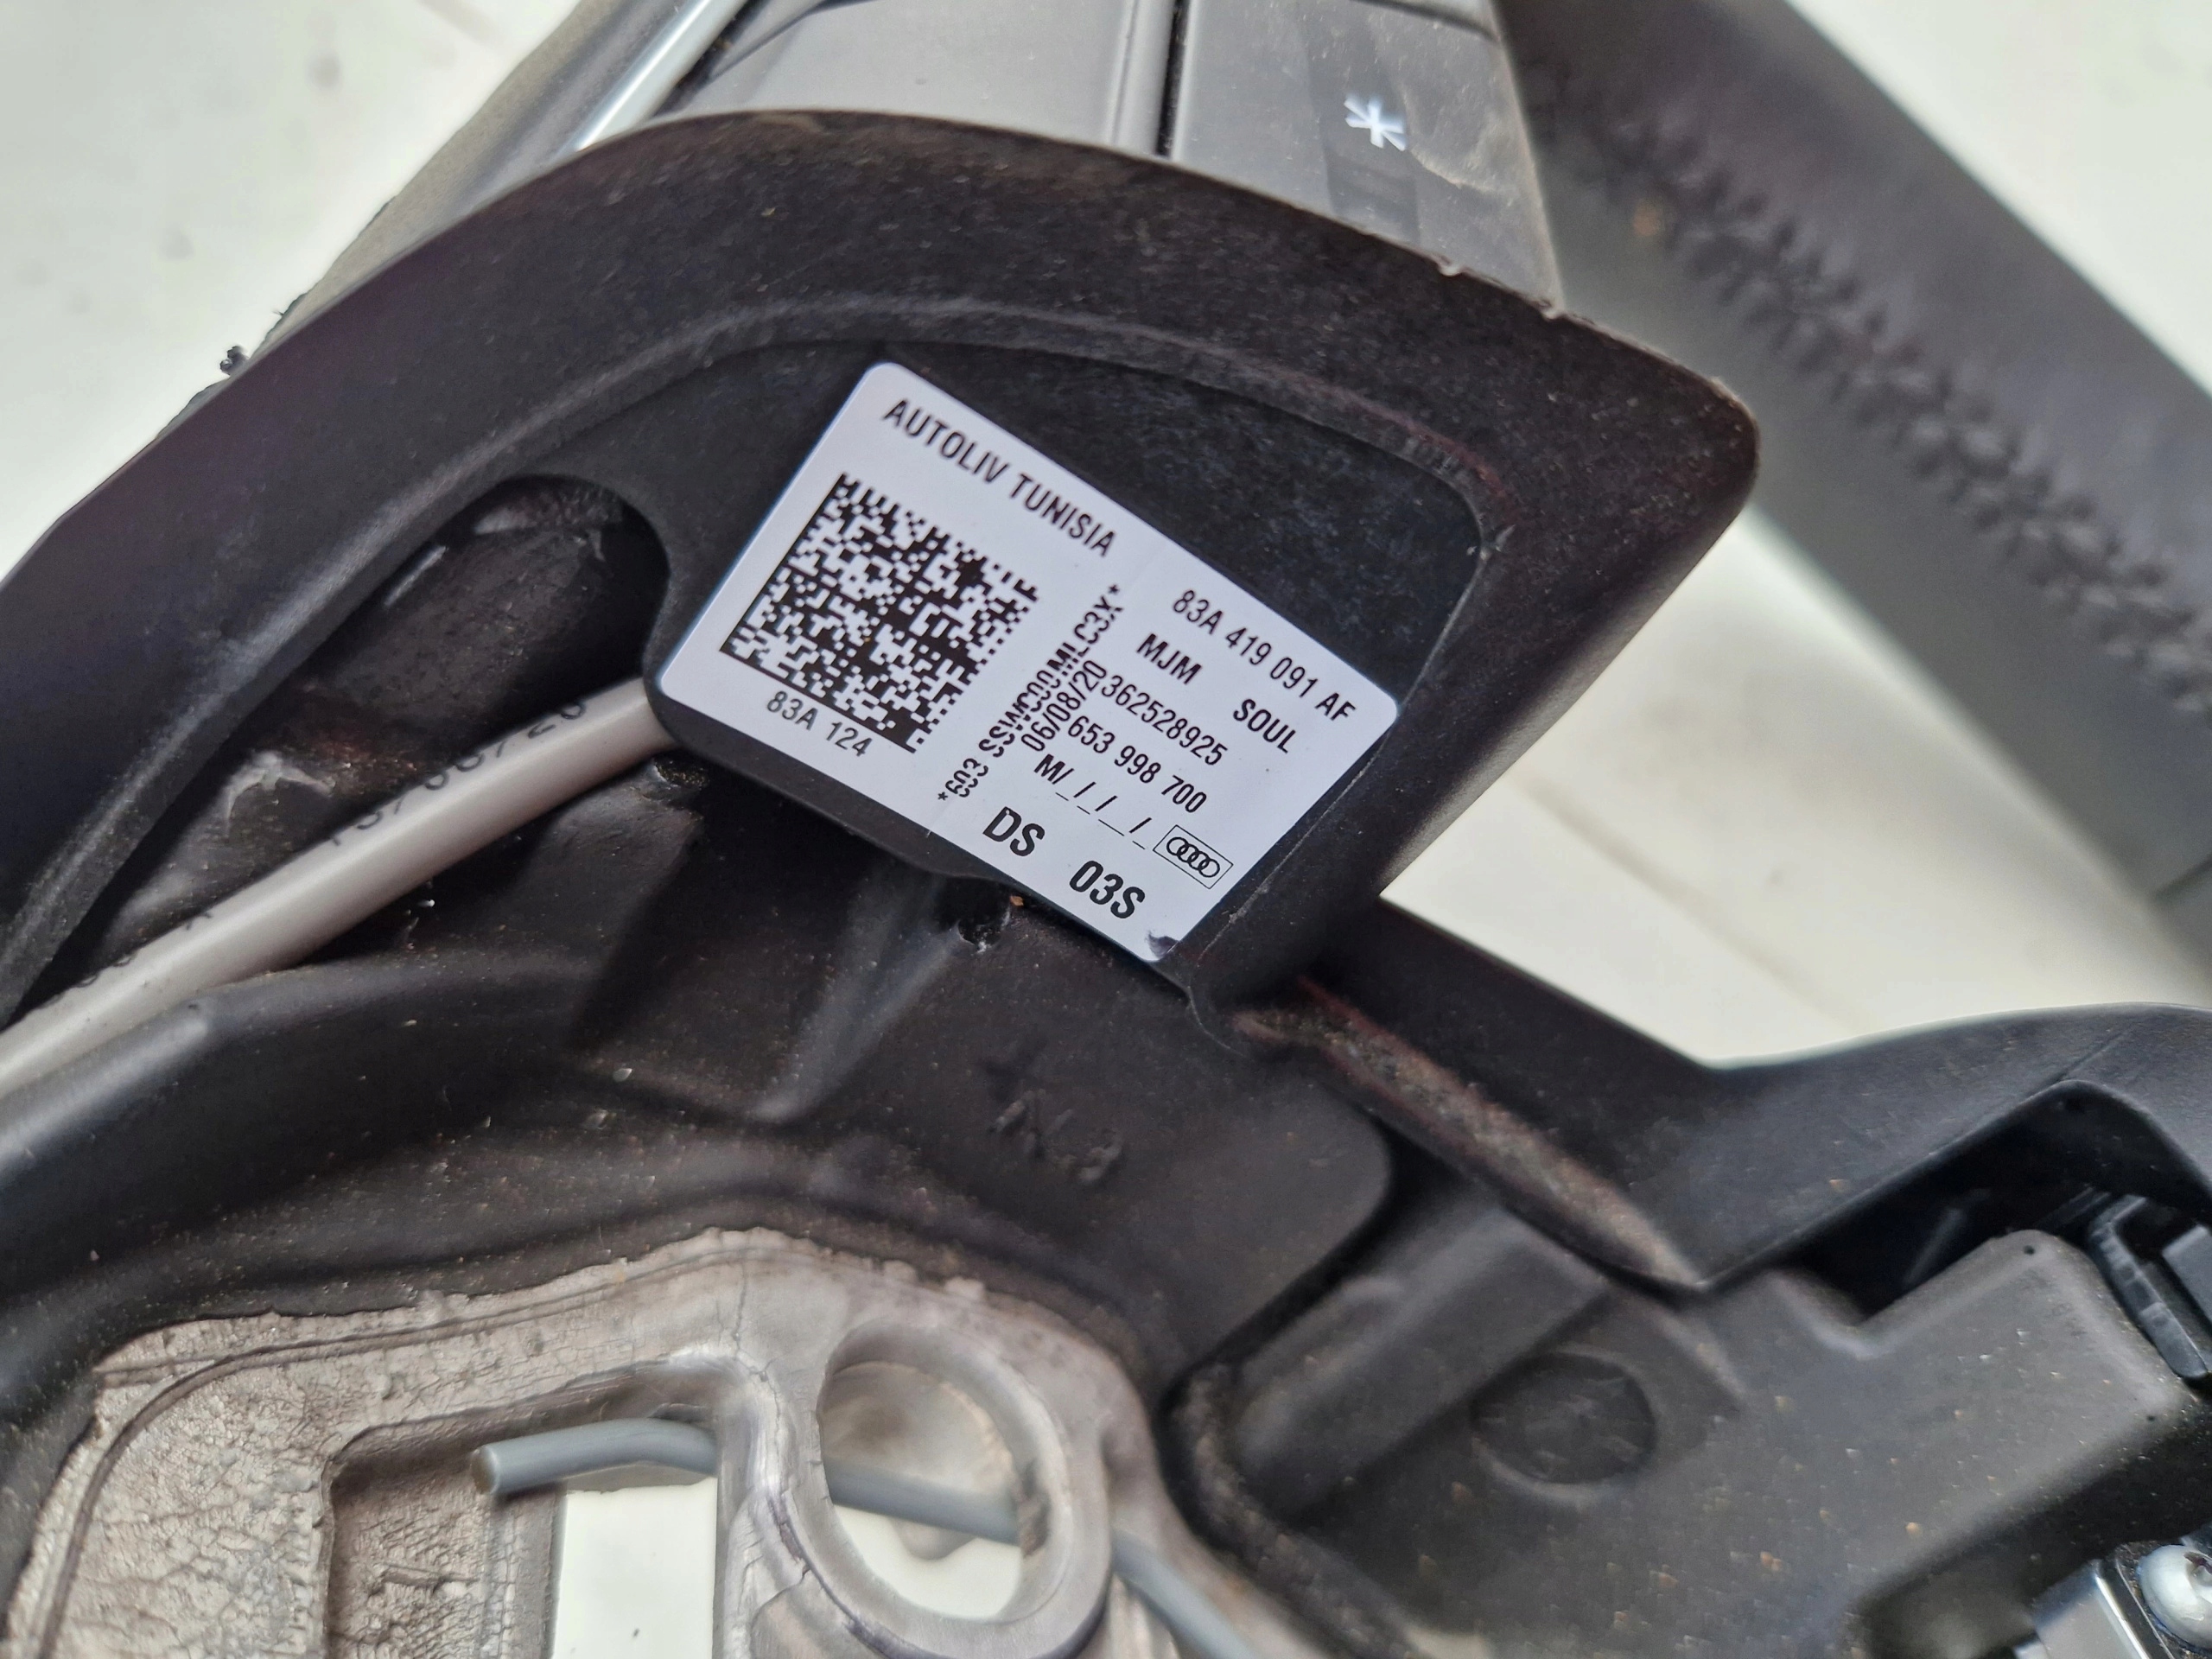 AUTOLIV TUNISIA
83A 124
*603 SSWC00MLC3X*
83A 419 091 AF
MJM SOUL
06/08/20 362528925
653 998 700
M/_/_/_
DS 03S